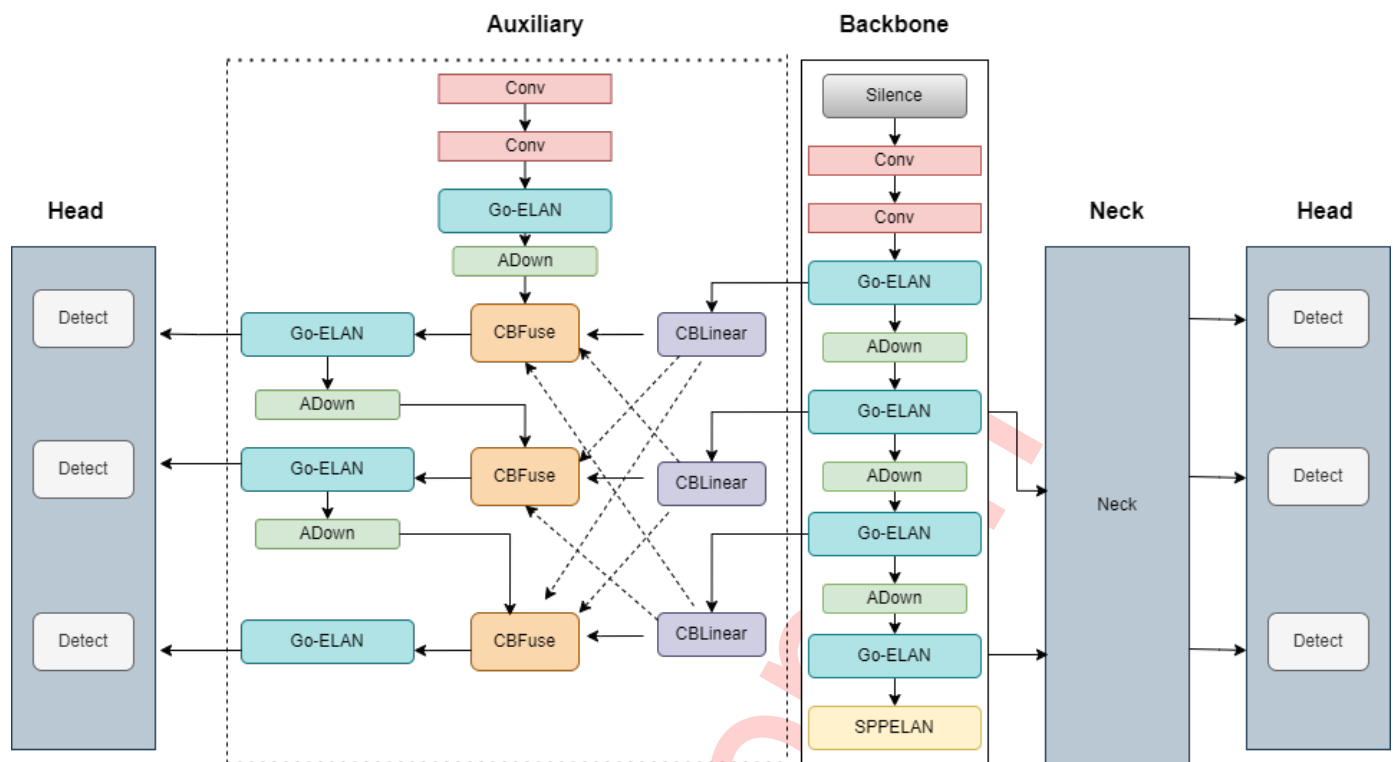 Auxiliary
Backbone
Conv
Silence
Conv
Conv
Head
Go-ELAN
Conv
Neck
Head
ADown
Go-ELAN
Detect
Go-ELAN
CBFuse
CBLinear
ADown
Detect
ADown
Go-ELAN
Detect
Go-ELAN
CBFuse
CBLinear
ADown
Neck
Detect
ADown
Go-ELAN
ADown
Detect
Go-ELAN
CBFuse
CBLinear
Go-ELAN
Detect
SPPELAN